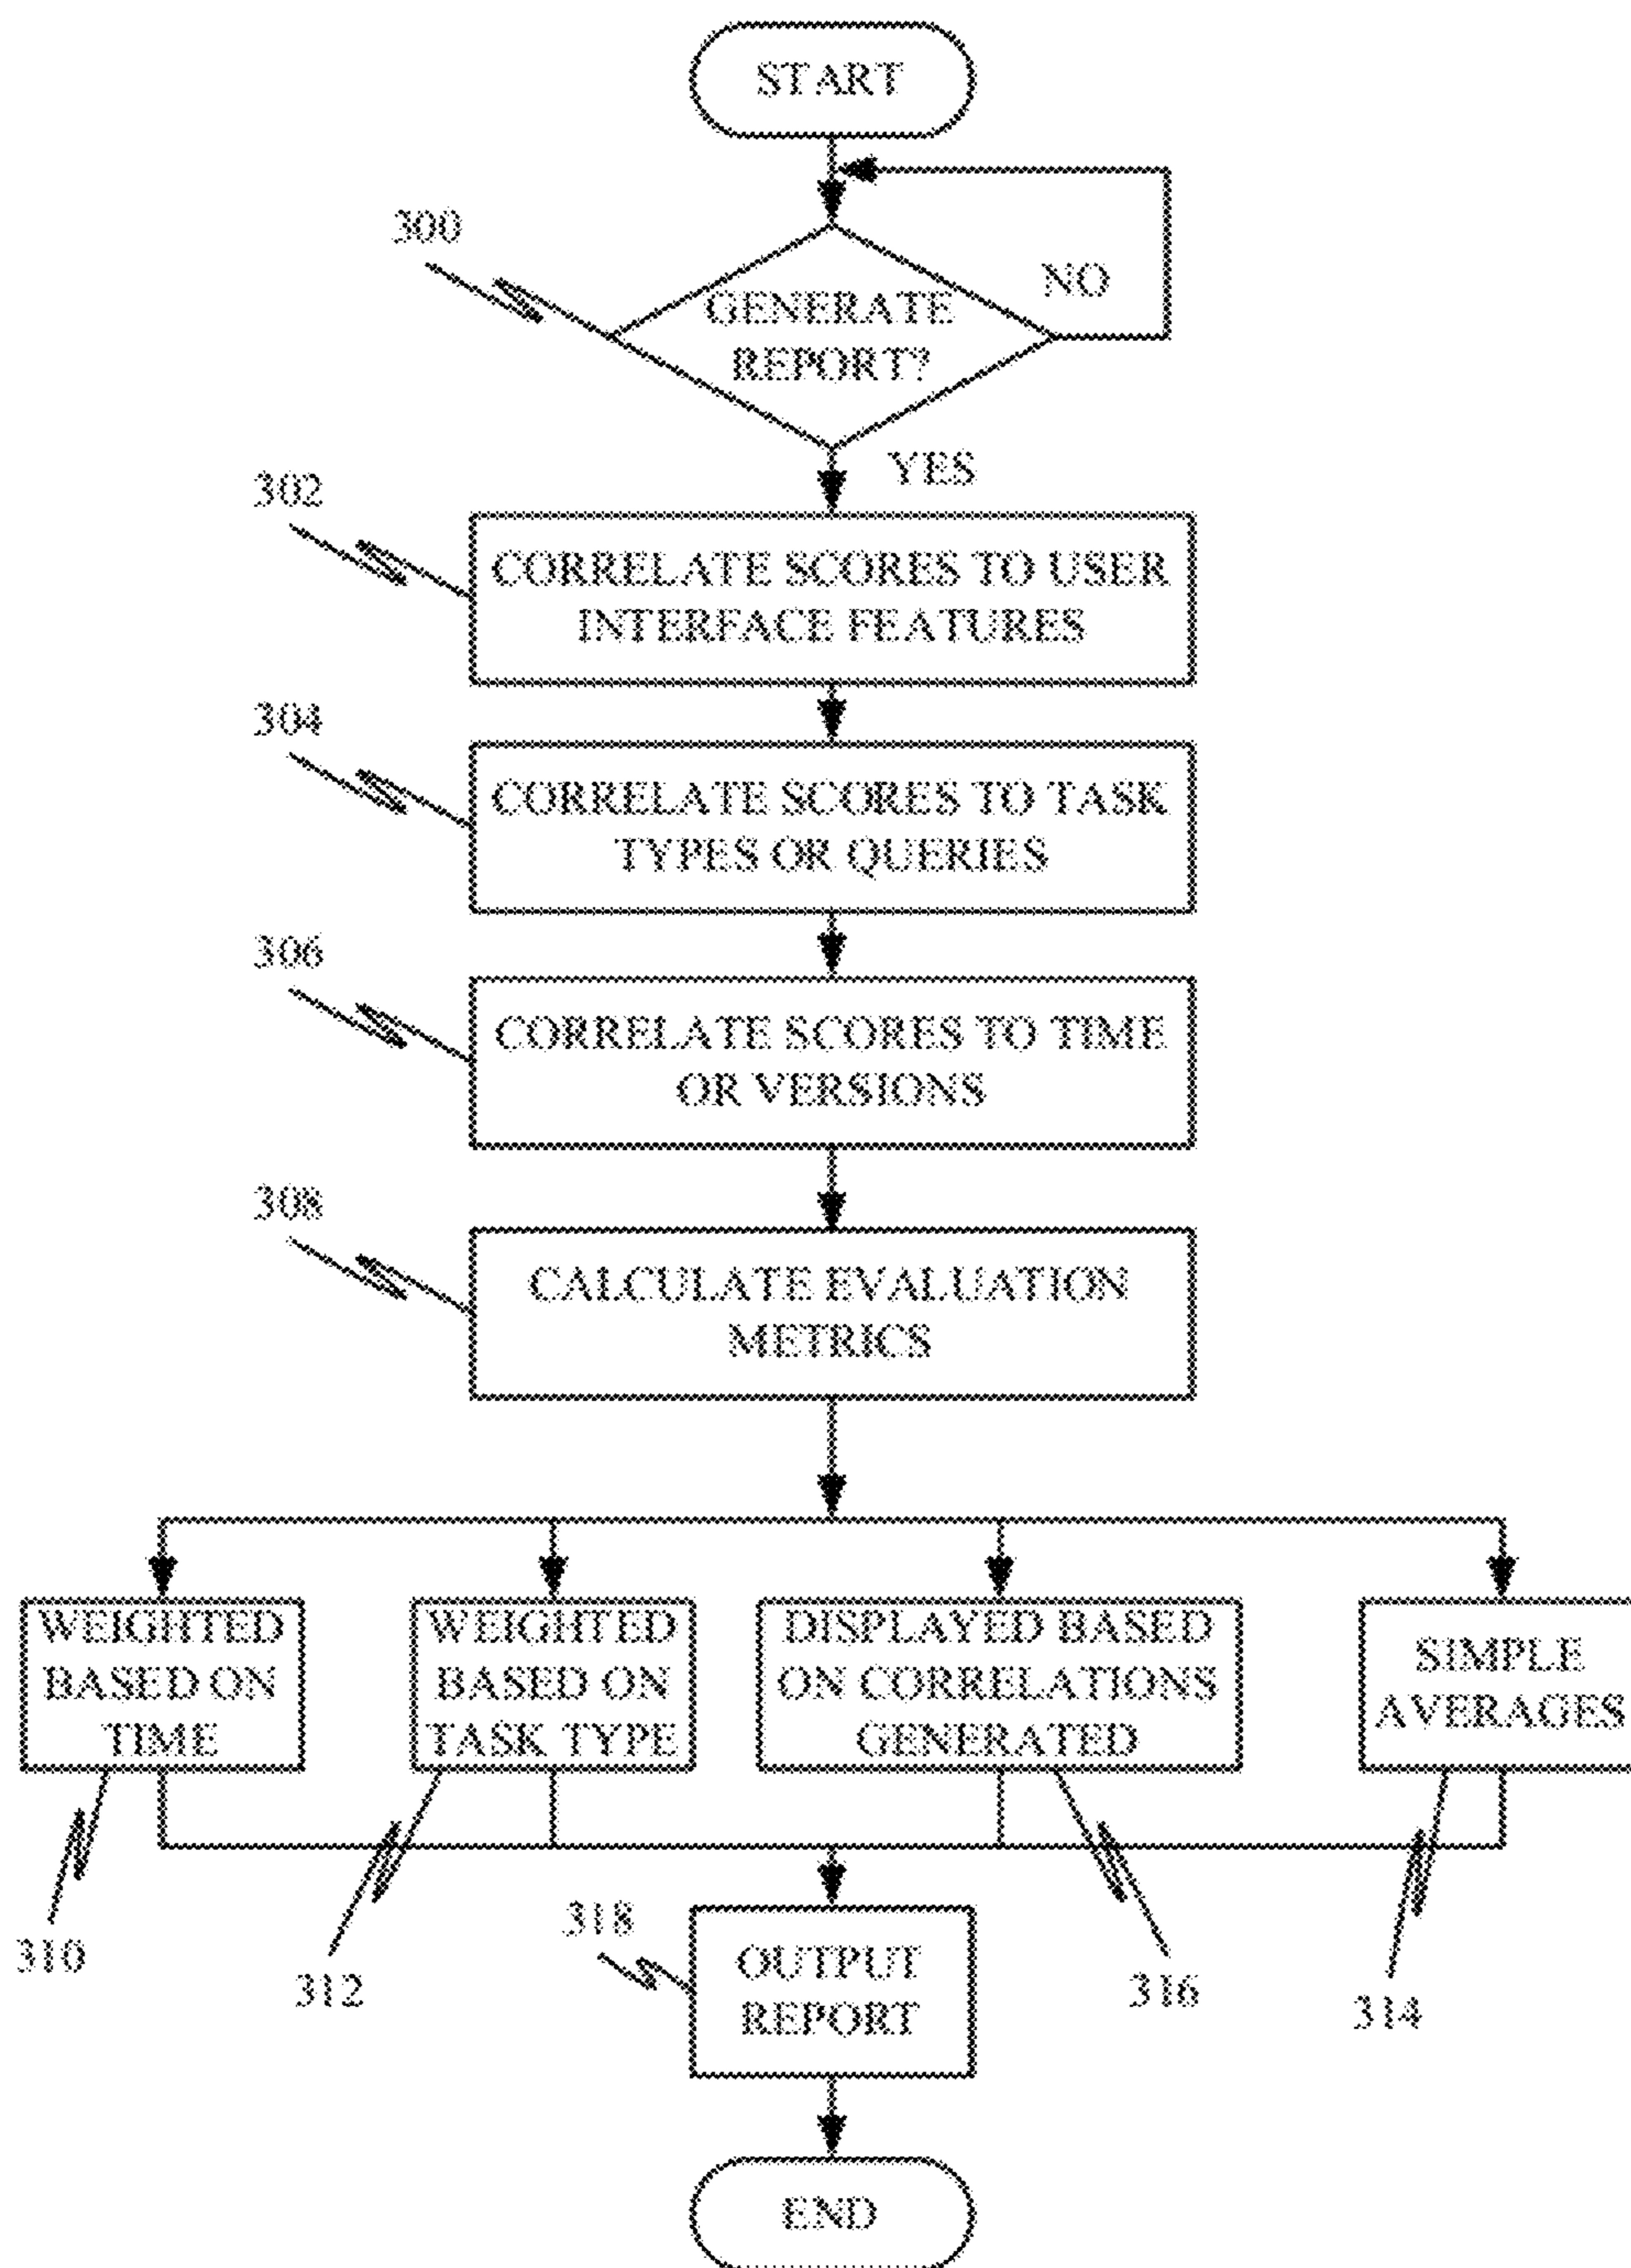 START
300
NO
GENERATE
REPORT?
YES
302
CORRELATE SCORES TO USER
INTERFACE FEATURES
304
CORRELATE SCORES TO TASK
TYPES OR QUERIES
306
CORRELATE SCORES TO TIME
OR VERSIONS
308
CALCULATE EVALUATION
METRICS
WEIGHTED
BASED ON
TIME
WEIGHTED
BASED ON
TASK TYPE
DISPLAYED BASED
ON CORRELATIONS
GENERATED
SIMPLE
AVERAGES
310
312
318
316
314
OUTPUT
REPORT
END